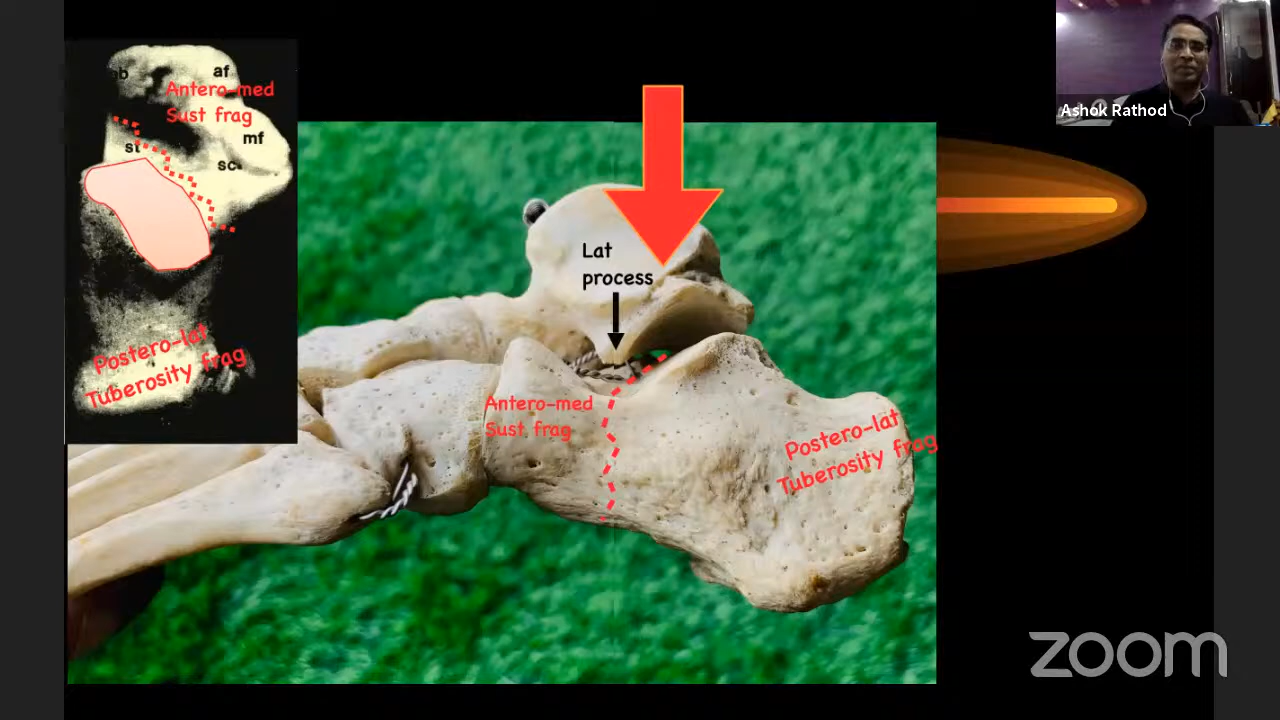 af
Antero-med
Sust frag
mf
st
sc
Postero-lat
Tuberosity frag
Lat
process
Antero-med
Sust frag
Postero-lat
Tuberosity frag
Ashok Rathod
zoom